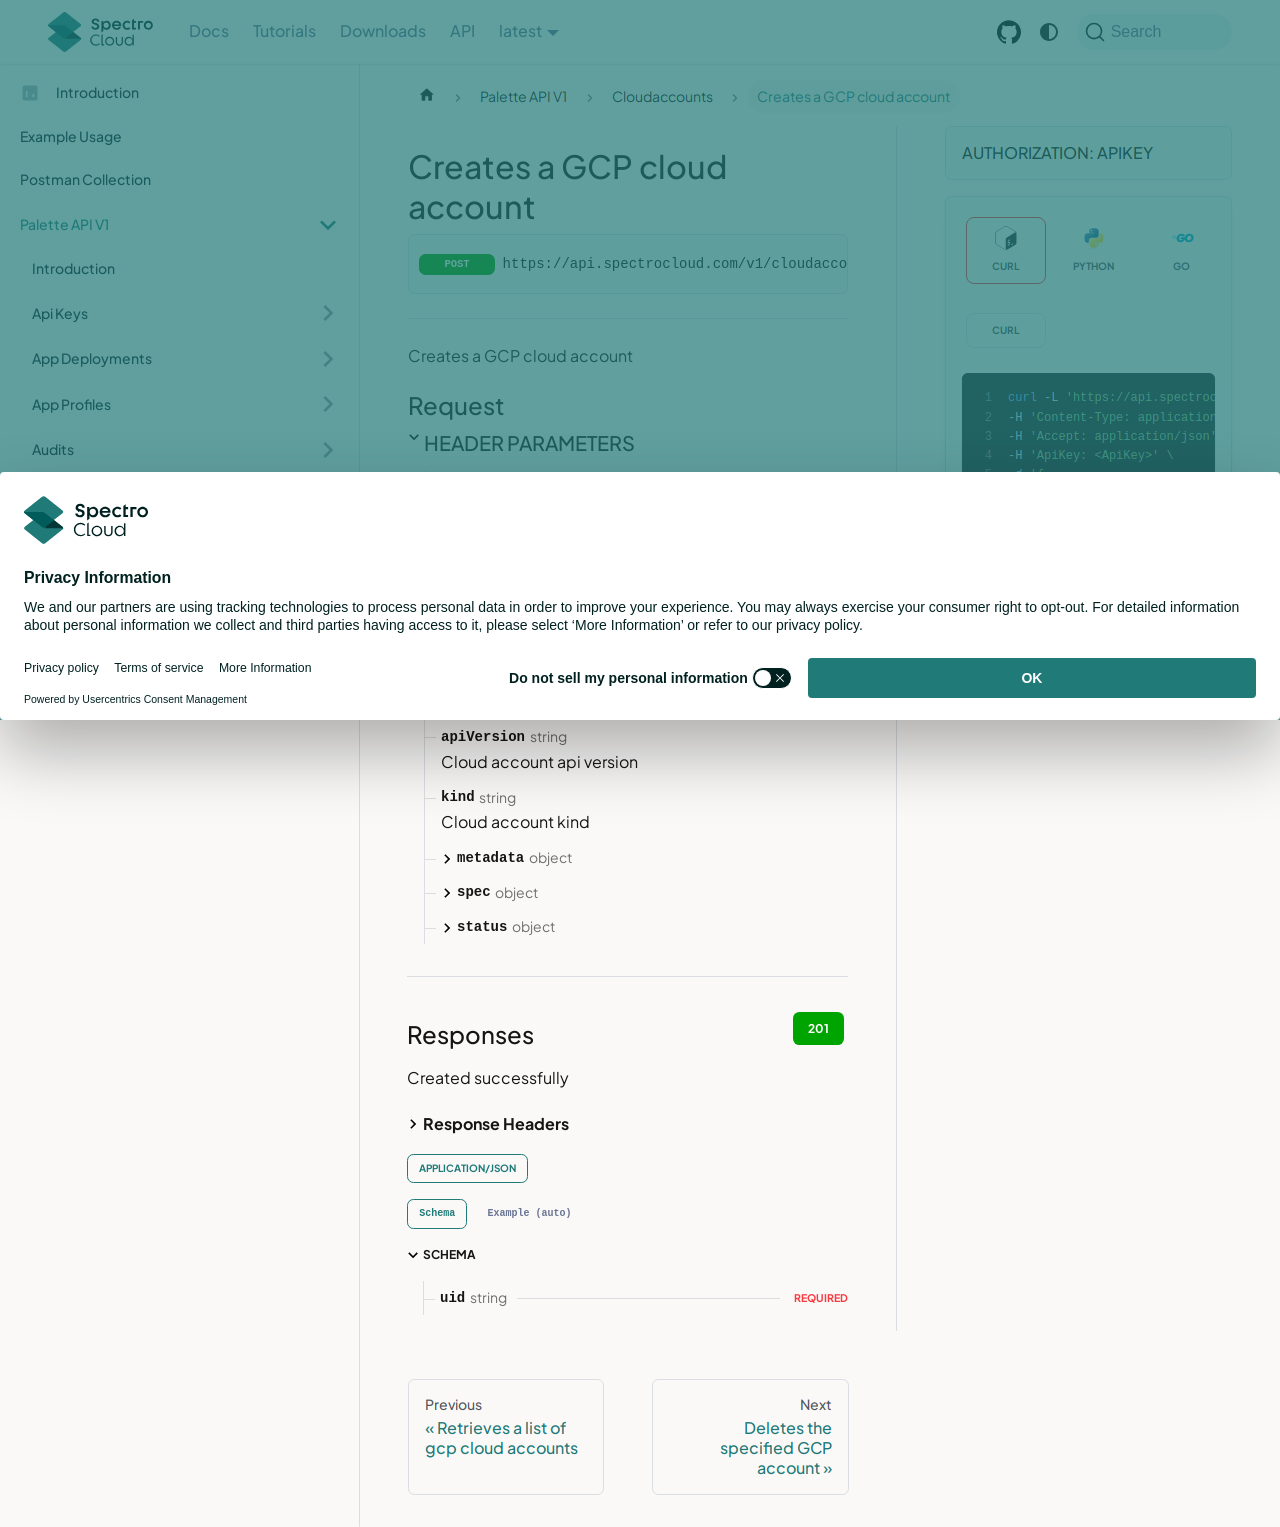 Spectro Cloud
Docs
Tutorials
Downloads
API
latest
Search
Introduction
Example Usage
Postman Collection
Palette API V1
Introduction
Api Keys
App Deployments
App Profiles
Audits
Palette API V1
Cloudaccounts
Creates a GCP cloud account
Creates a GCP cloud
account
POST https://api.spectrocloud.com/v1/cloudacco
Creates a GCP cloud account
Request
HEADER PARAMETERS
AUTHORIZATION: APIKEY
CURL
PYTHON
GO
CURL
1 curl -L 'https://api.spectroc
2 -H 'Content-Type: application
3 -H 'Accept: application/json'
4 -H 'ApiKey: <ApiKey>' \
Spectro Cloud
Privacy Information
We and our partners are using tracking technologies to process personal data in order to improve your experience. You may always exercise your consumer right to opt-out. For detailed information
about personal information we collect and third parties having access to it, please select ‘More Information’ or refer to our privacy policy.
Privacy policy
Terms of service
More Information
Powered by Usercentrics Consent Management
Do not sell my personal information
OK
apiVersion string
Cloud account api version
kind string
Cloud account kind
metadata object
spec object
status object
Responses
201
Created successfully
Response Headers
APPLICATION/JSON
Schema
Example (auto)
SCHEMA
uid string REQUIRED
Previous
« Retrieves a list of
gcp cloud accounts
Next
Deletes the
specified GCP
account »